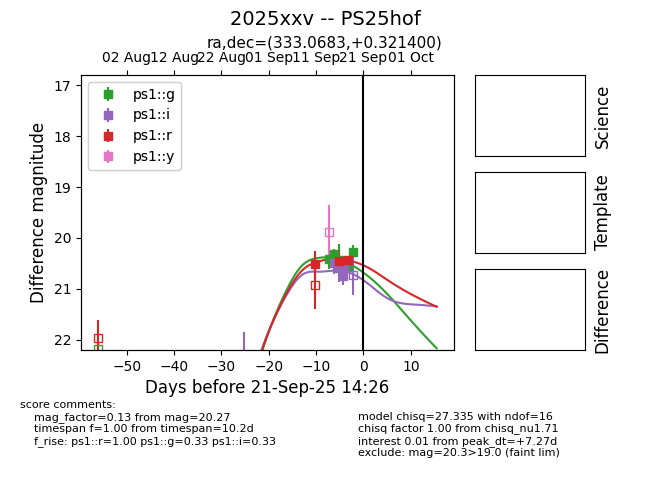 2025xxv -- PS25hof
ra,dec=(333.0683,+0.321400)
02 Aug 12 Aug 22 Aug 01 Sep 11 Sep 21 Sep 01 Oct
17
18
19
20
21
22
Difference magnitude
ps1::g
ps1::i
ps1::r
ps1::y
−50 −40 −30 −20 −10 0 10
Days before 21-Sep-25 14:26
Science
Template
Difference
score comments:
mag_factor=0.13 from mag=20.27
timespan f=1.00 from timespan=10.2d
f_rise: ps1::r=1.00 ps1::g=0.33 ps1::i=0.33
model chisq=27.335 with ndof=16
chisq factor 1.00 from chisq_nu1.71
interest 0.01 from peak_dt=+7.27d
exclude: mag=20.3>19.0 (faint lim)